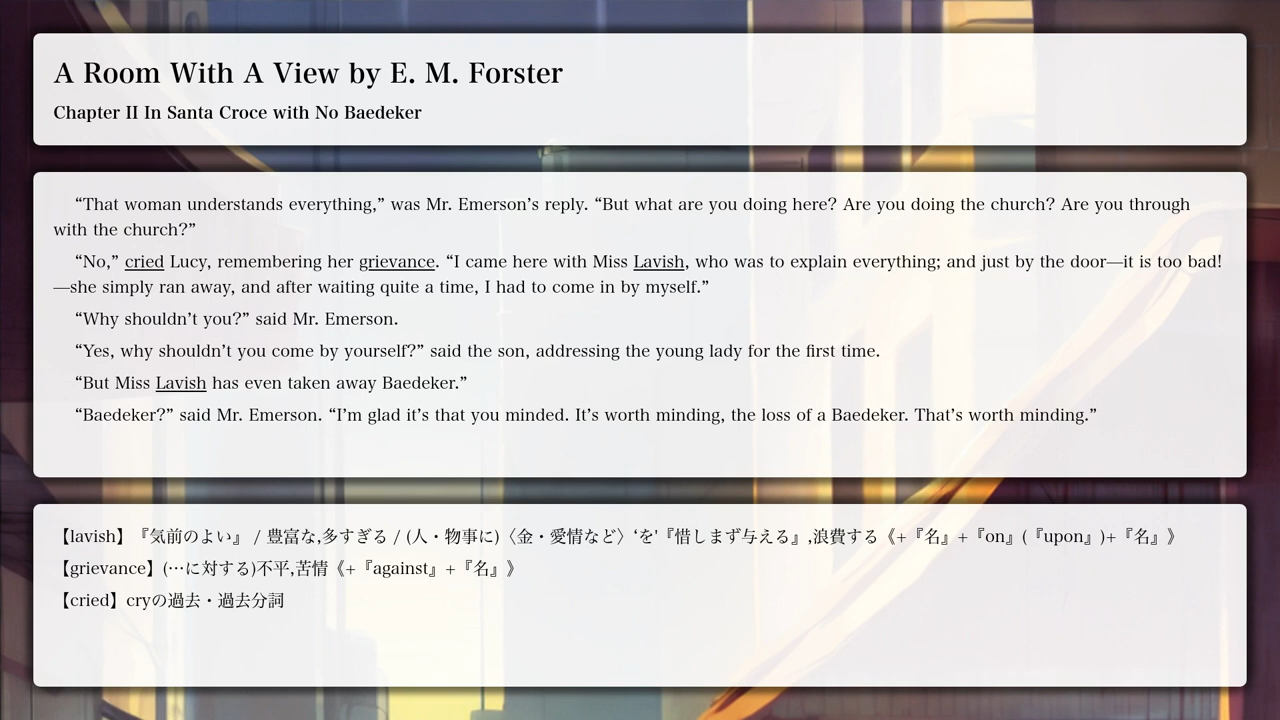 A Room With A View by E. M. Forster
Chapter II In Santa Croce with No Baedeker
“That woman understands everything,” was Mr. Emerson’s reply. “But what are you doing here? Are you doing the church? Are you through
with the church?”
“No,” cried Lucy, remembering her grievance. “I came here with Miss Lavish, who was to explain everything; and just by the door—it is too bad!
—she simply ran away, and after waiting quite a time, I had to come in by myself.”
“Why shouldn’t you?” said Mr. Emerson.
“Yes, why shouldn’t you come by yourself?” said the son, addressing the young lady for the first time.
“But Miss Lavish has even taken away Baedeker.”
“Baedeker?” said Mr. Emerson. “I’m glad it’s that you minded. It’s worth minding, the loss of a Baedeker. That’s worth minding.”
【lavish】『気前のよい』 / 豊富な,多すぎる / (人・物事に)〈金・愛情など〉‘を'『惜しまず与える』,浪費する《+『名』+『on』(『upon』)+『名』》
【grievance】(…に対する)不平,苦情《+『against』+『名』》
【cried】cryの過去・過去分詞